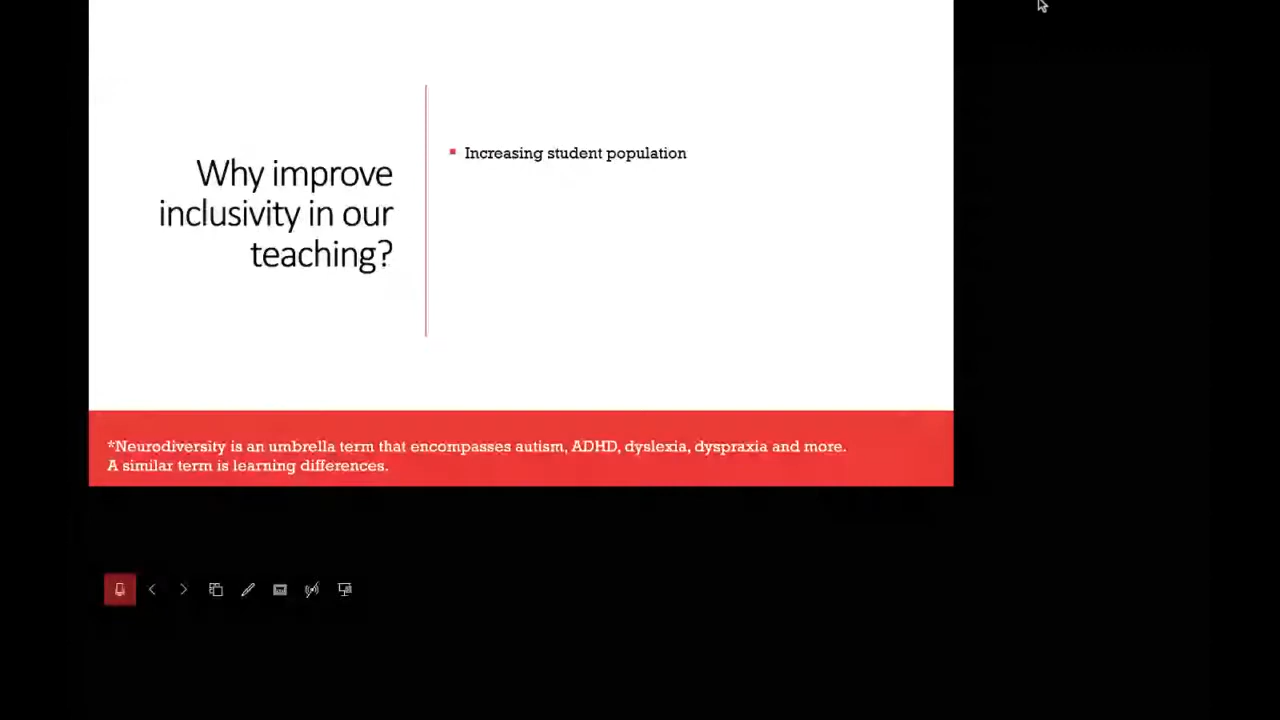 Why improve
inclusivity in our
teaching?
Increasing student population
*Neurodiversity is an umbrella term that encompasses autism, ADHD, dyslexia, dyspraxia and more.
A similar term is learning differences.